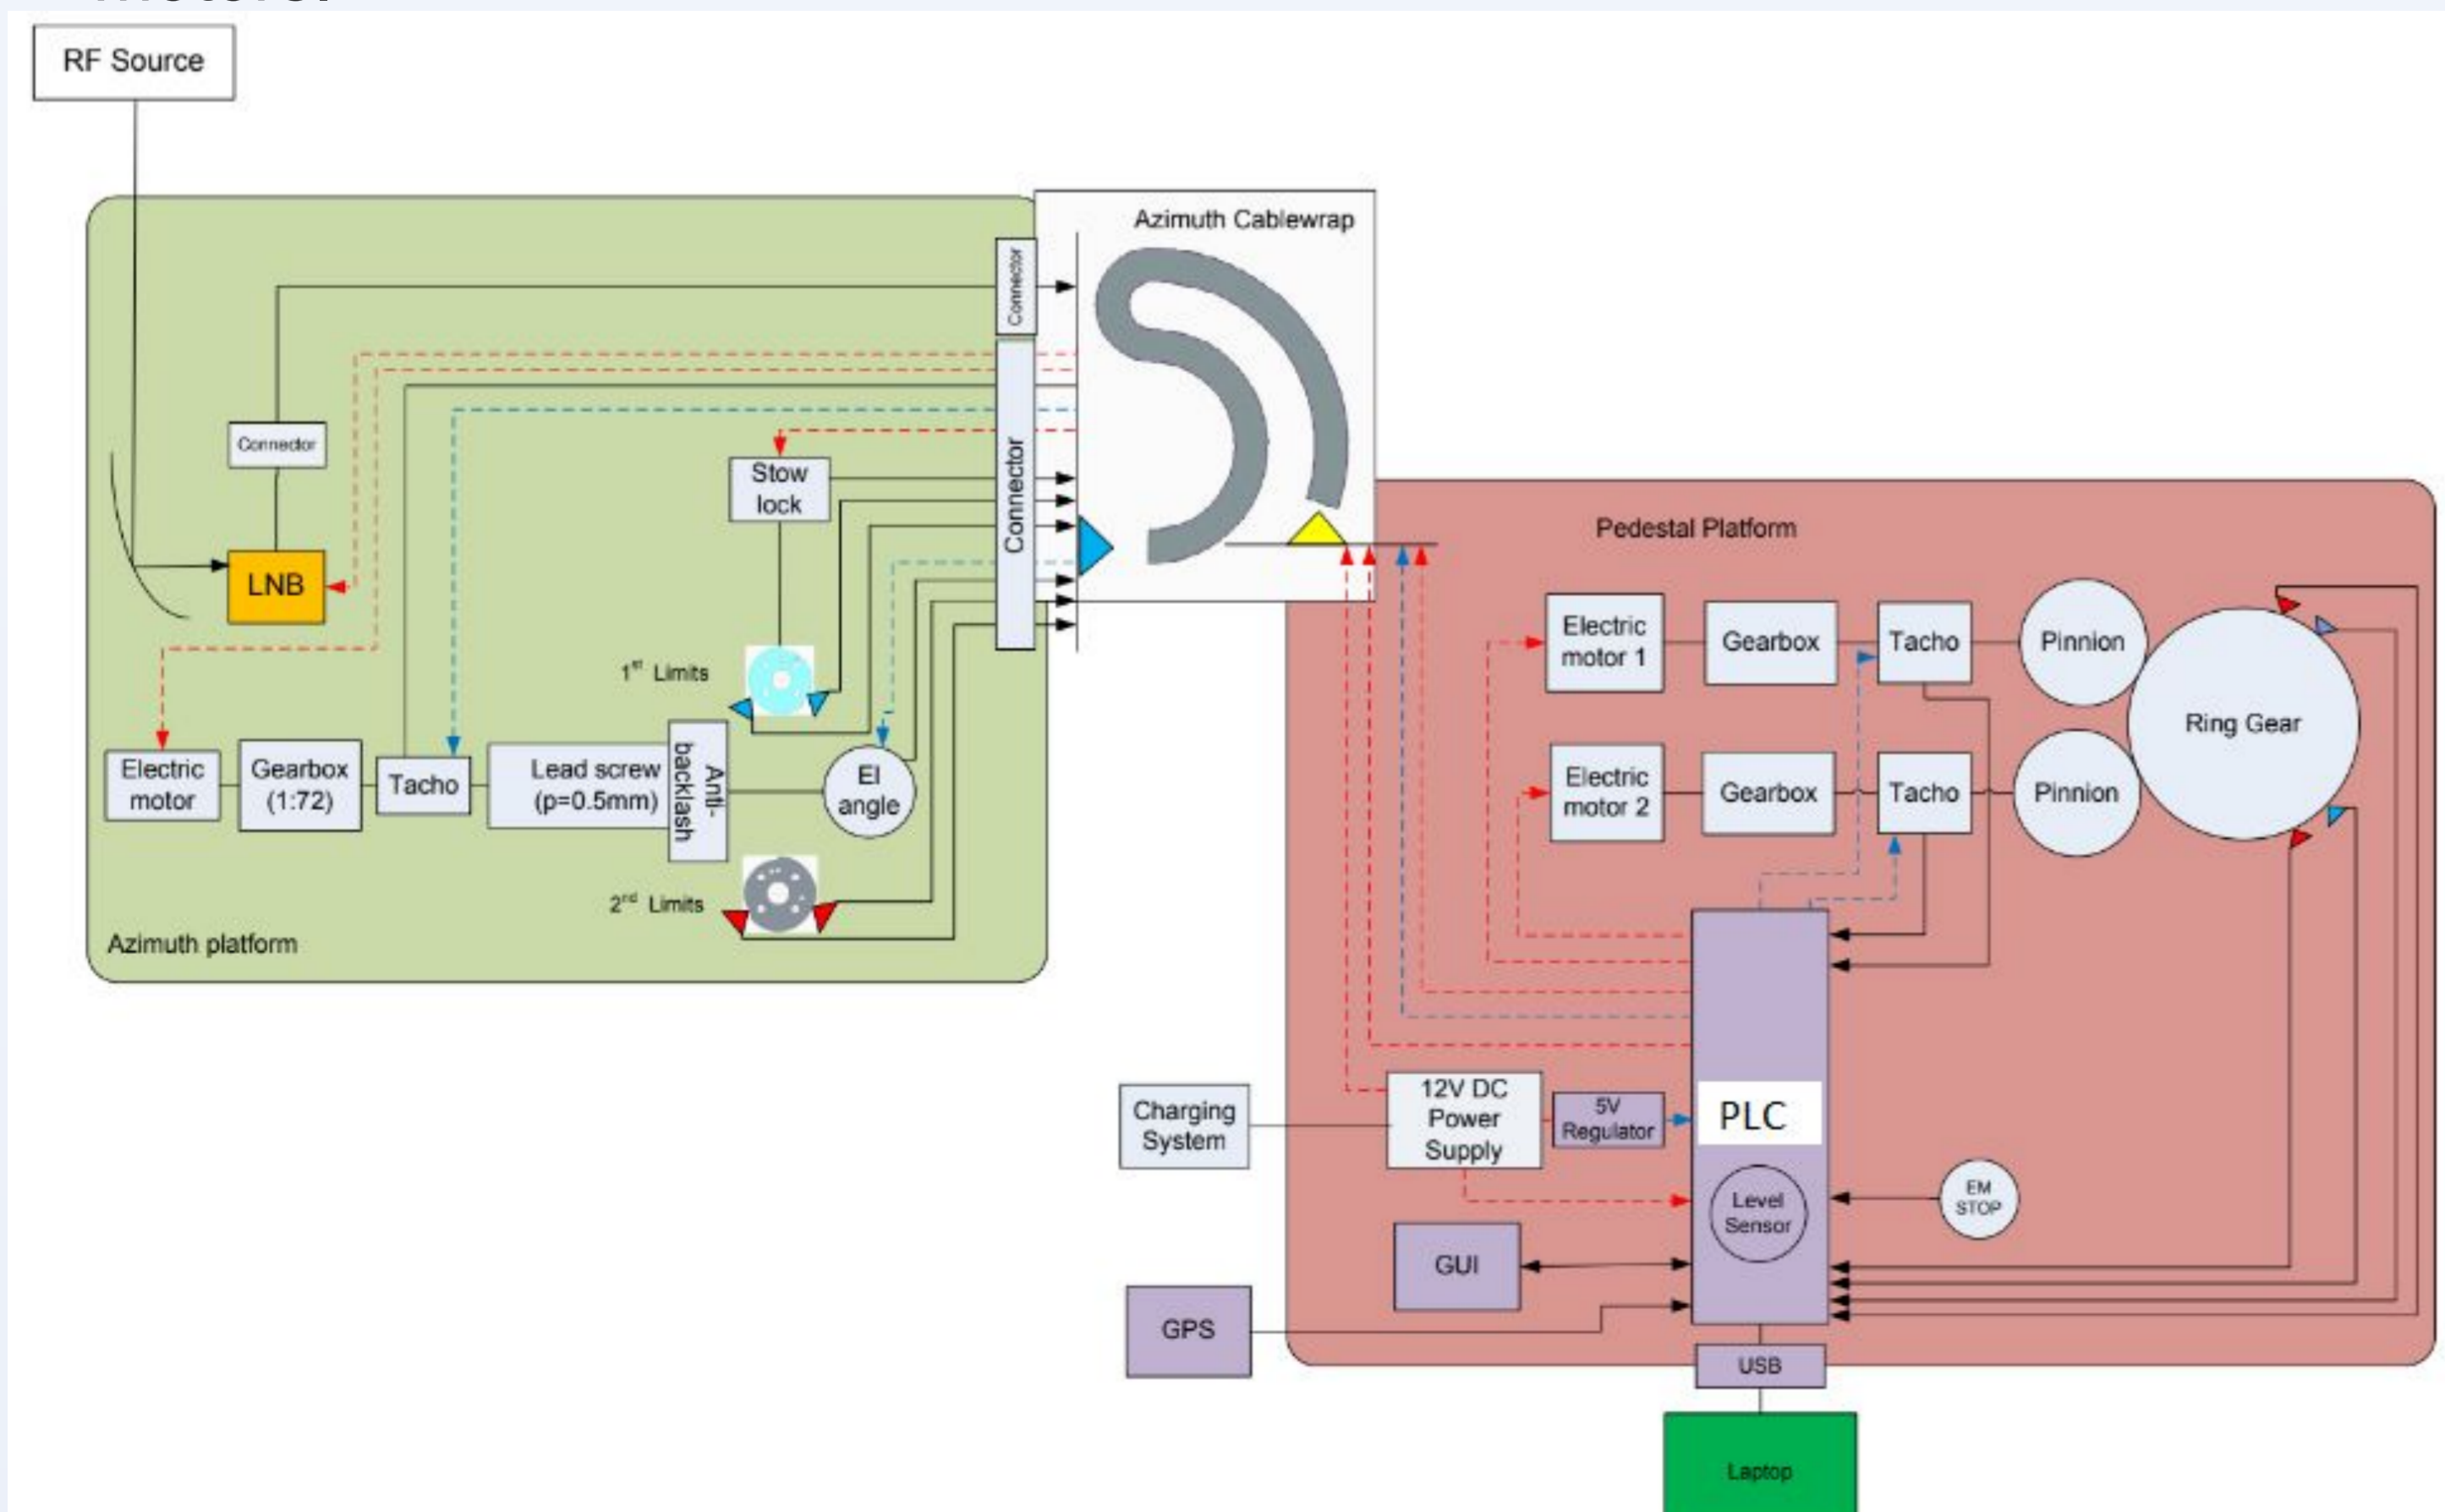 RF Source
Azimuth Cablewrap
Connector
Connector
Connector
Stow
lock
LNB
1st Limits
Electric
motor
Gearbox
(1:72)
Tacho
Lead screw
(p=0.5mm)
Anti-
backlash
El
angle
2nd Limits
Azimuth platform
Pedestal Platform
Electric
motor 1
Gearbox
Tacho
Pinnion
Ring Gear
Electric
motor 2
Gearbox
Tacho
Pinnion
Charging
System
12V DC
Power
Supply
5V
Regulator
PLC
Level
Sensor
EM
STOP
GUI
GPS
USB
Laptop